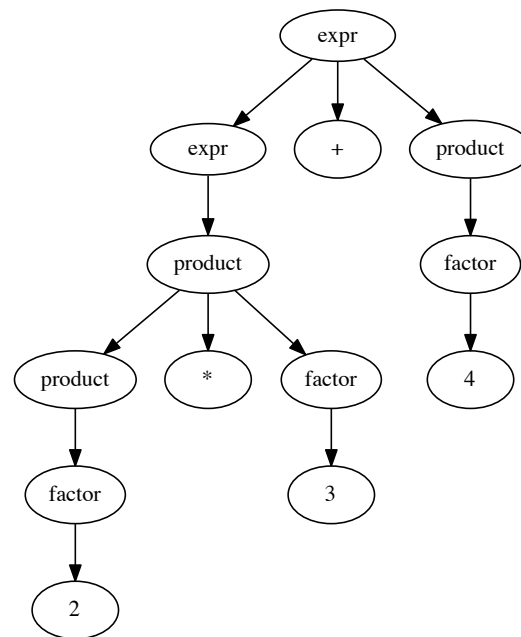 expr
expr + product
product factor
product * factor 4
factor 3
2